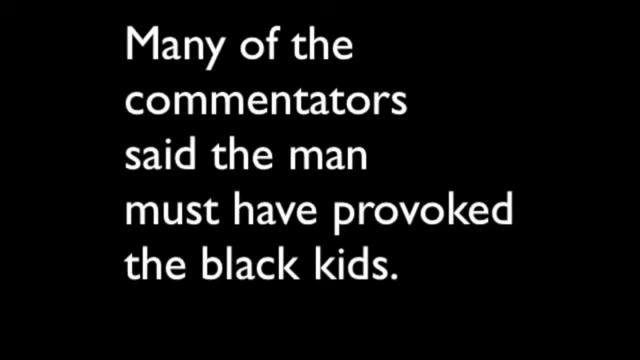 Many of the
commentators
said the man
must have provoked
the black kids.